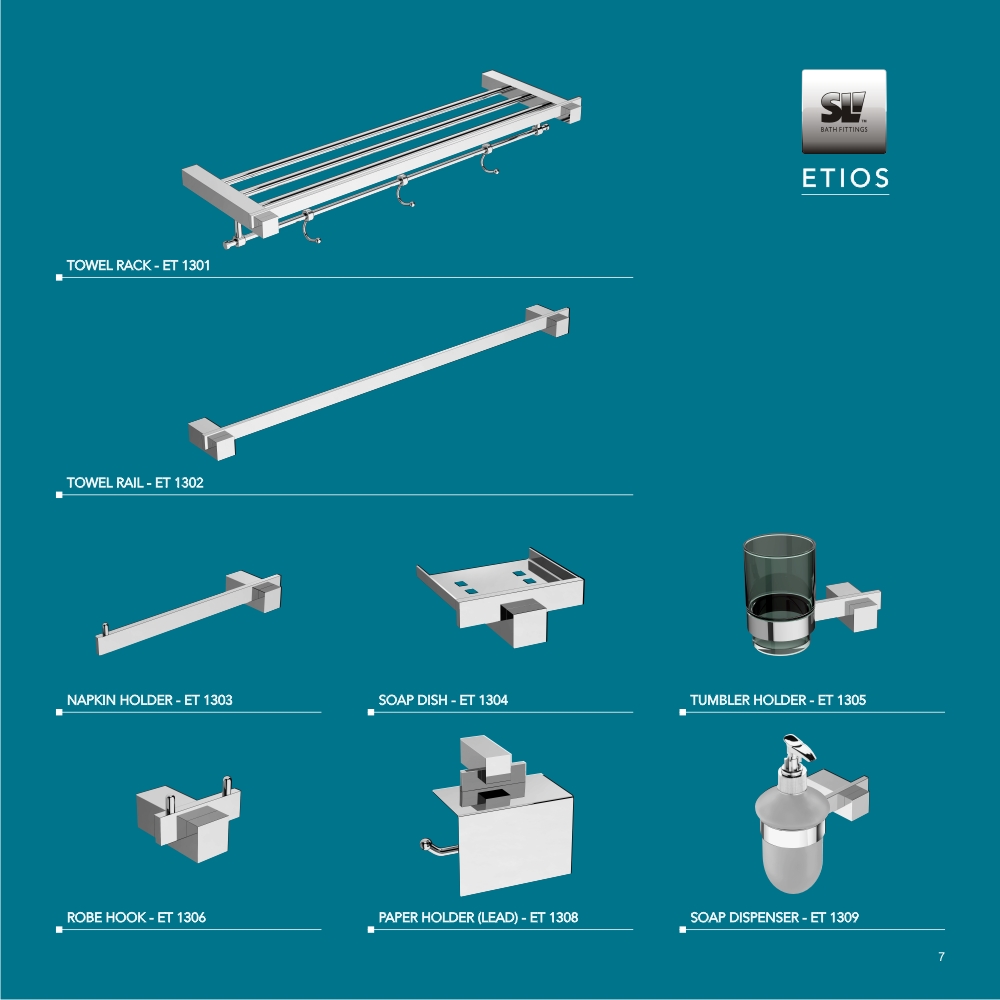 SL
BATH FITTINGS
ETIOS
TOWEL RACK - ET 1301
TOWEL RAIL - ET 1302
NAPKIN HOLDER - ET 1303
SOAP DISH - ET 1304
TUMBLER HOLDER - ET 1305
ROBE HOOK - ET 1306
PAPER HOLDER (LEAD) - ET 1308
SOAP DISPENSER - ET 1309
7